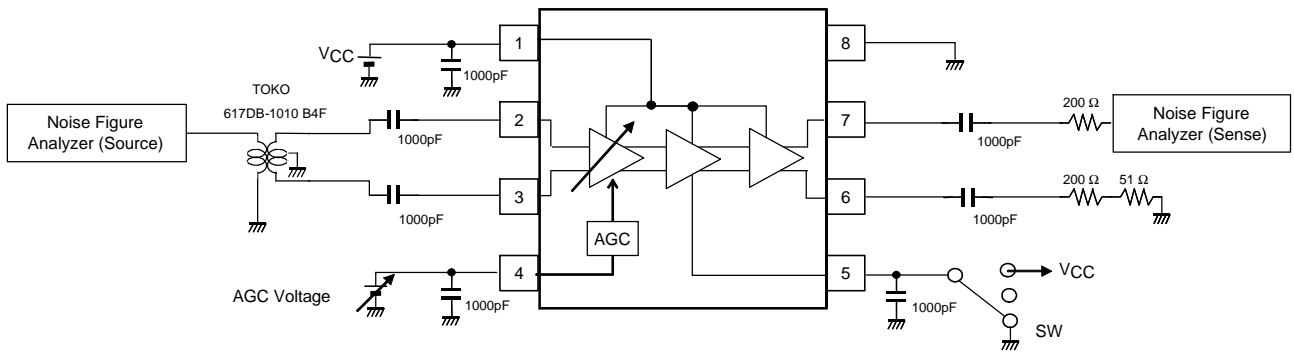 VCC
1000pF
1
8
TOKO
617DB-1010 B4F
Noise Figure
Analyzer (Source)
1000pF
2
7
1000pF
200 Ω
Noise Figure
Analyzer (Sense)
1000pF
3
6
1000pF
200 Ω
51 Ω
AGC
AGC Voltage
1000pF
4
5
1000pF
VCC
SW